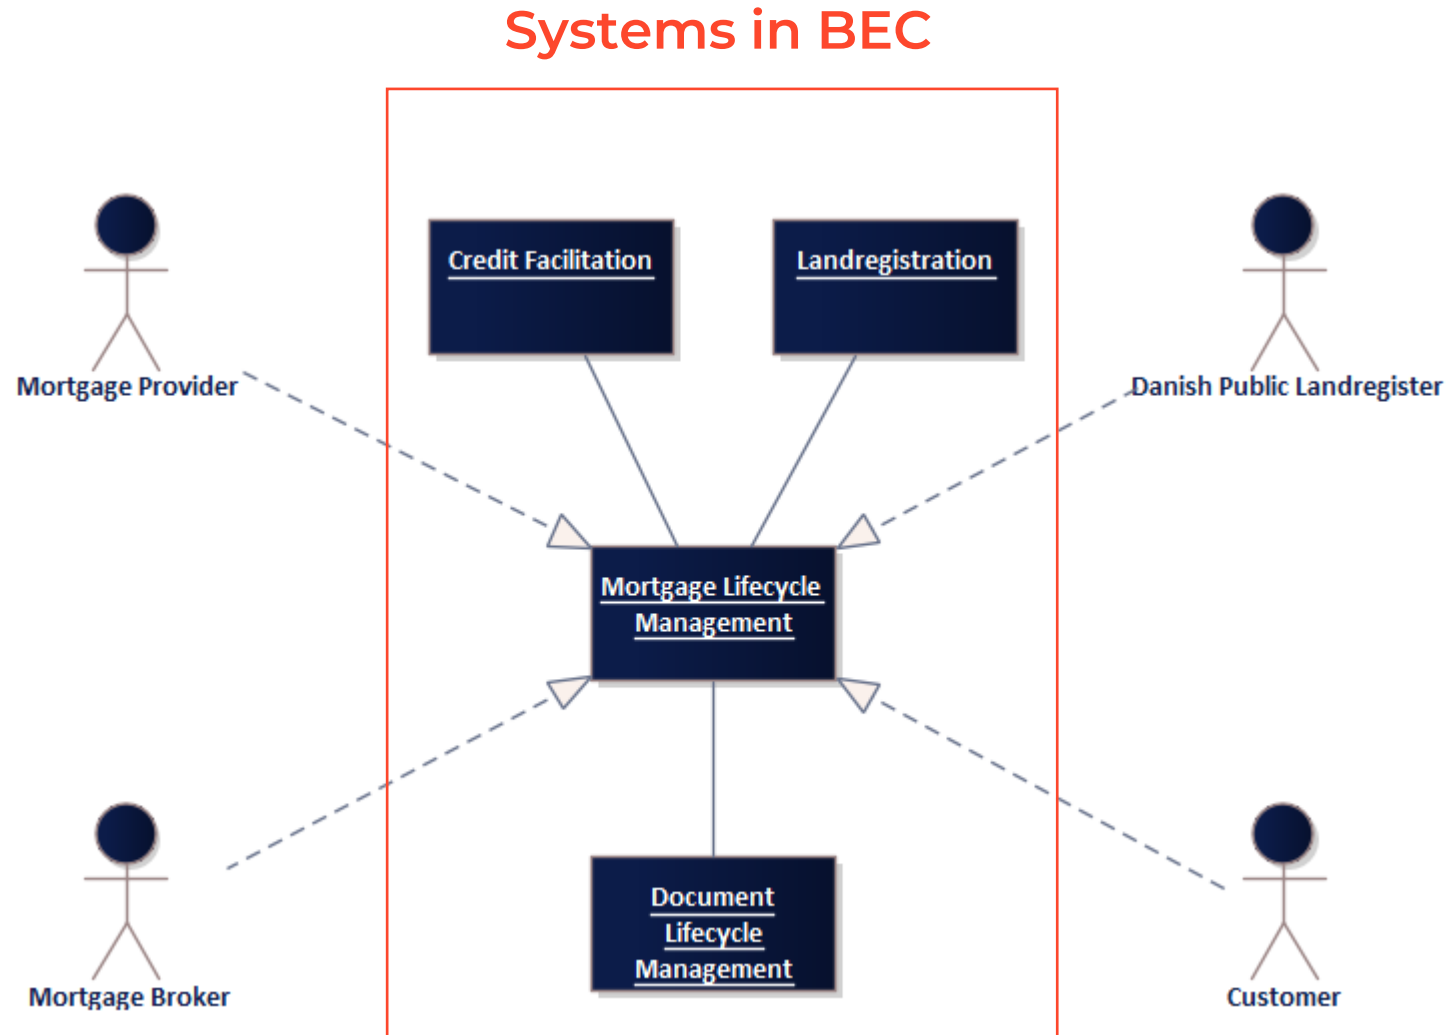 Systems in BEC
Credit Facilitation
Landregistration
Mortgage Provider
Danish Public Landregister
Mortgage Lifecycle
Management
Document
Lifecycle
Management
Mortgage Broker
Customer